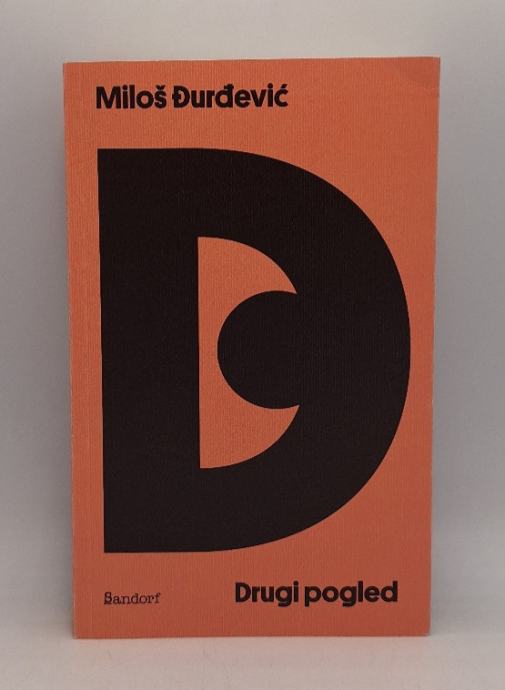 Miloš Đurđević
D
Sandorf
Drugi pogled